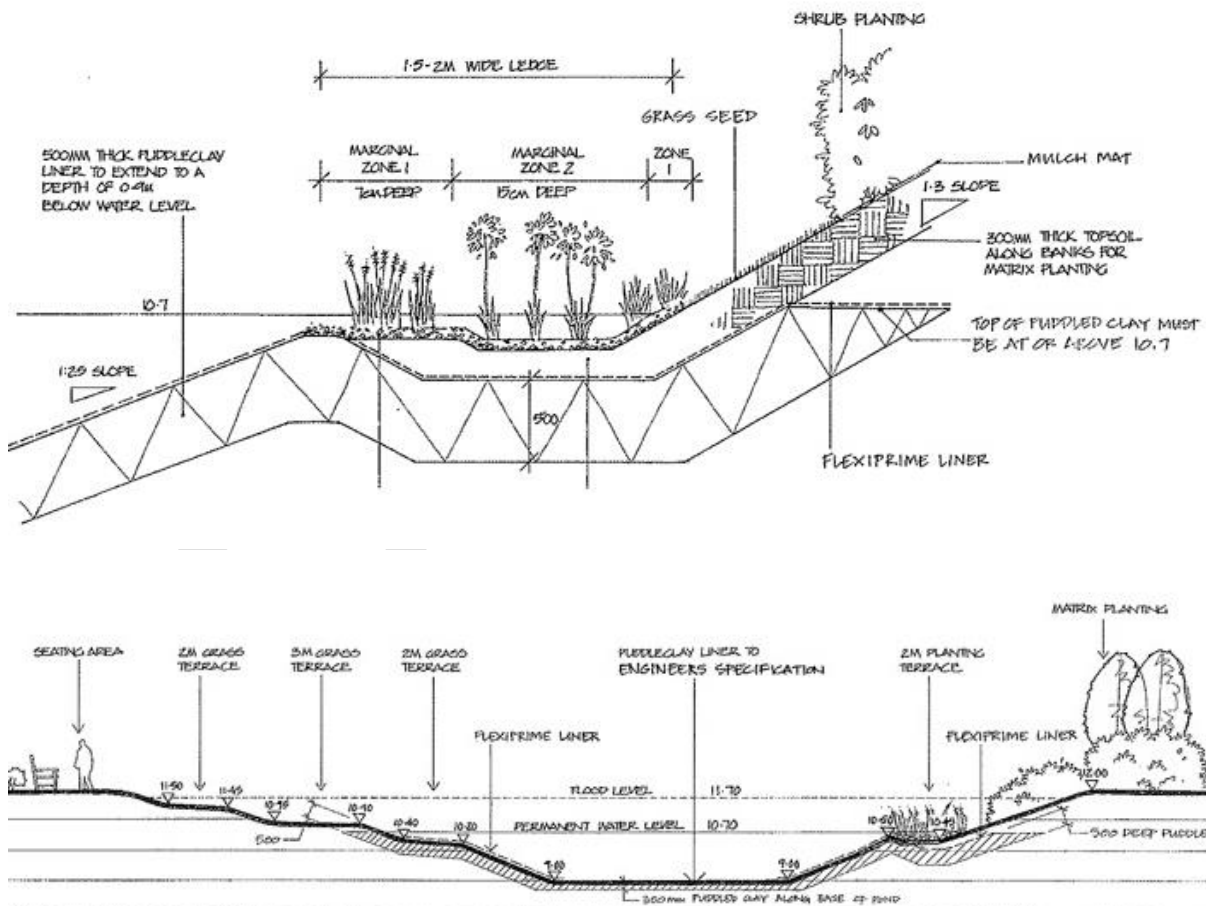 SHRUB PLANTING
1·5-2M WIDE LEDGE
GRASS SEED
500MM THICK PUDDLECLAY
LINER TO EXTEND TO A
DEPTH OF 0·9M
BELOW WATER LEVEL
MARGINAL
ZONE 1
7cm DEEP
MARGINAL
ZONE 2
15cm DEEP
ZONE
1
MULCH MAT
1:3 SLOPE
300MM THICK TOPSOIL
ALONG BANKS FOR
MATRIX PLANTING
10·7
TOP OF PUDDLED CLAY MUST
BE AT OR ABOVE 10.7
1:25 SLOPE
500
FLEXIPRIME LINER
MATRIX PLANTING
SEATING AREA
2M GRASS
TERRACE
3M GRASS
TERRACE
2M GRASS
TERRACE
PUDDLECLAY LINER TO
ENGINEERS SPECIFICATION
2M PLANTING
TERRACE
FLEXIPRIME LINER
FLEXIPRIME LINER
11·50
11·45
FLOOD LEVEL 11·70
12·00
500
10·40
10·20
PERMANENT WATER LEVEL 10.70
500 DEEP PUDDLE
9·00
9·00
300mm PUDDLED CLAY ALONG BASE OF POND